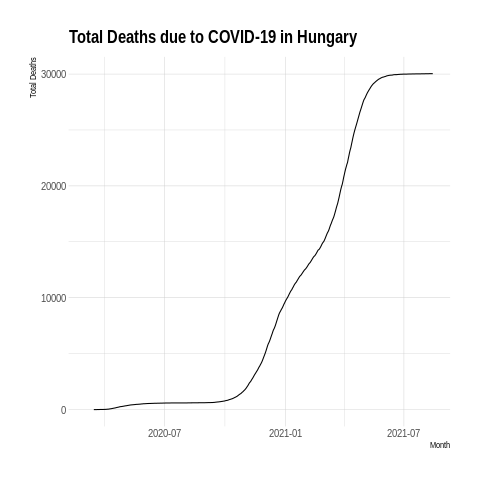 Total Deaths due to COVID-19 in Hungary
Total Deaths
30000
20000
10000
0
2020-07
2021-01
2021-07
Month